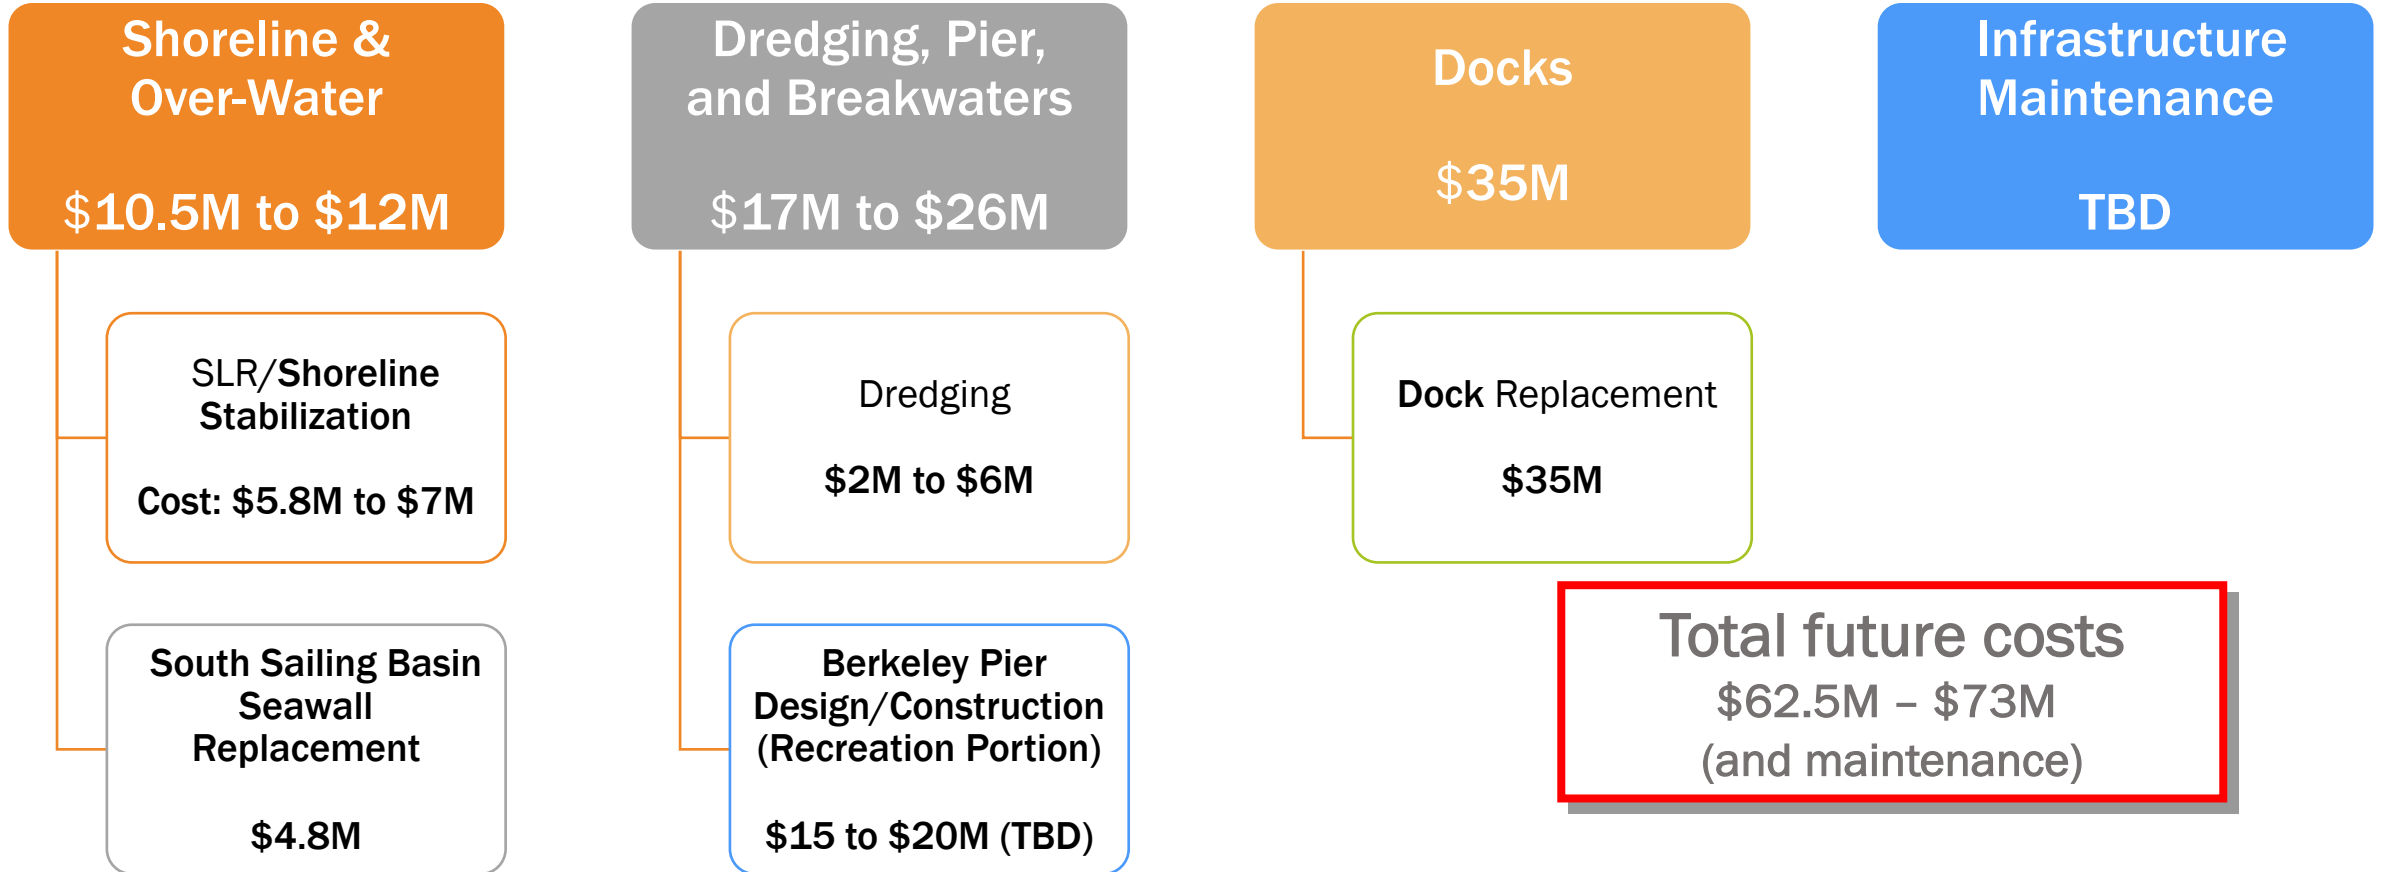 Shoreline &
Over-Water
$10.5M to $12M
SLR/Shoreline
Stabilization
Cost: $5.8M to $7M
South Sailing Basin
Seawall
Replacement
$4.8M
Dredging, Pier,
and Breakwaters
$17M to $26M
Dredging
$2M to $6M
Berkeley Pier
Design/Construction
(Recreation Portion)
$15 to $20M (TBD)
Docks
$35M
Dock Replacement
$35M
Infrastructure
Maintenance
TBD
Total future costs
$62.5M – $73M
(and maintenance)